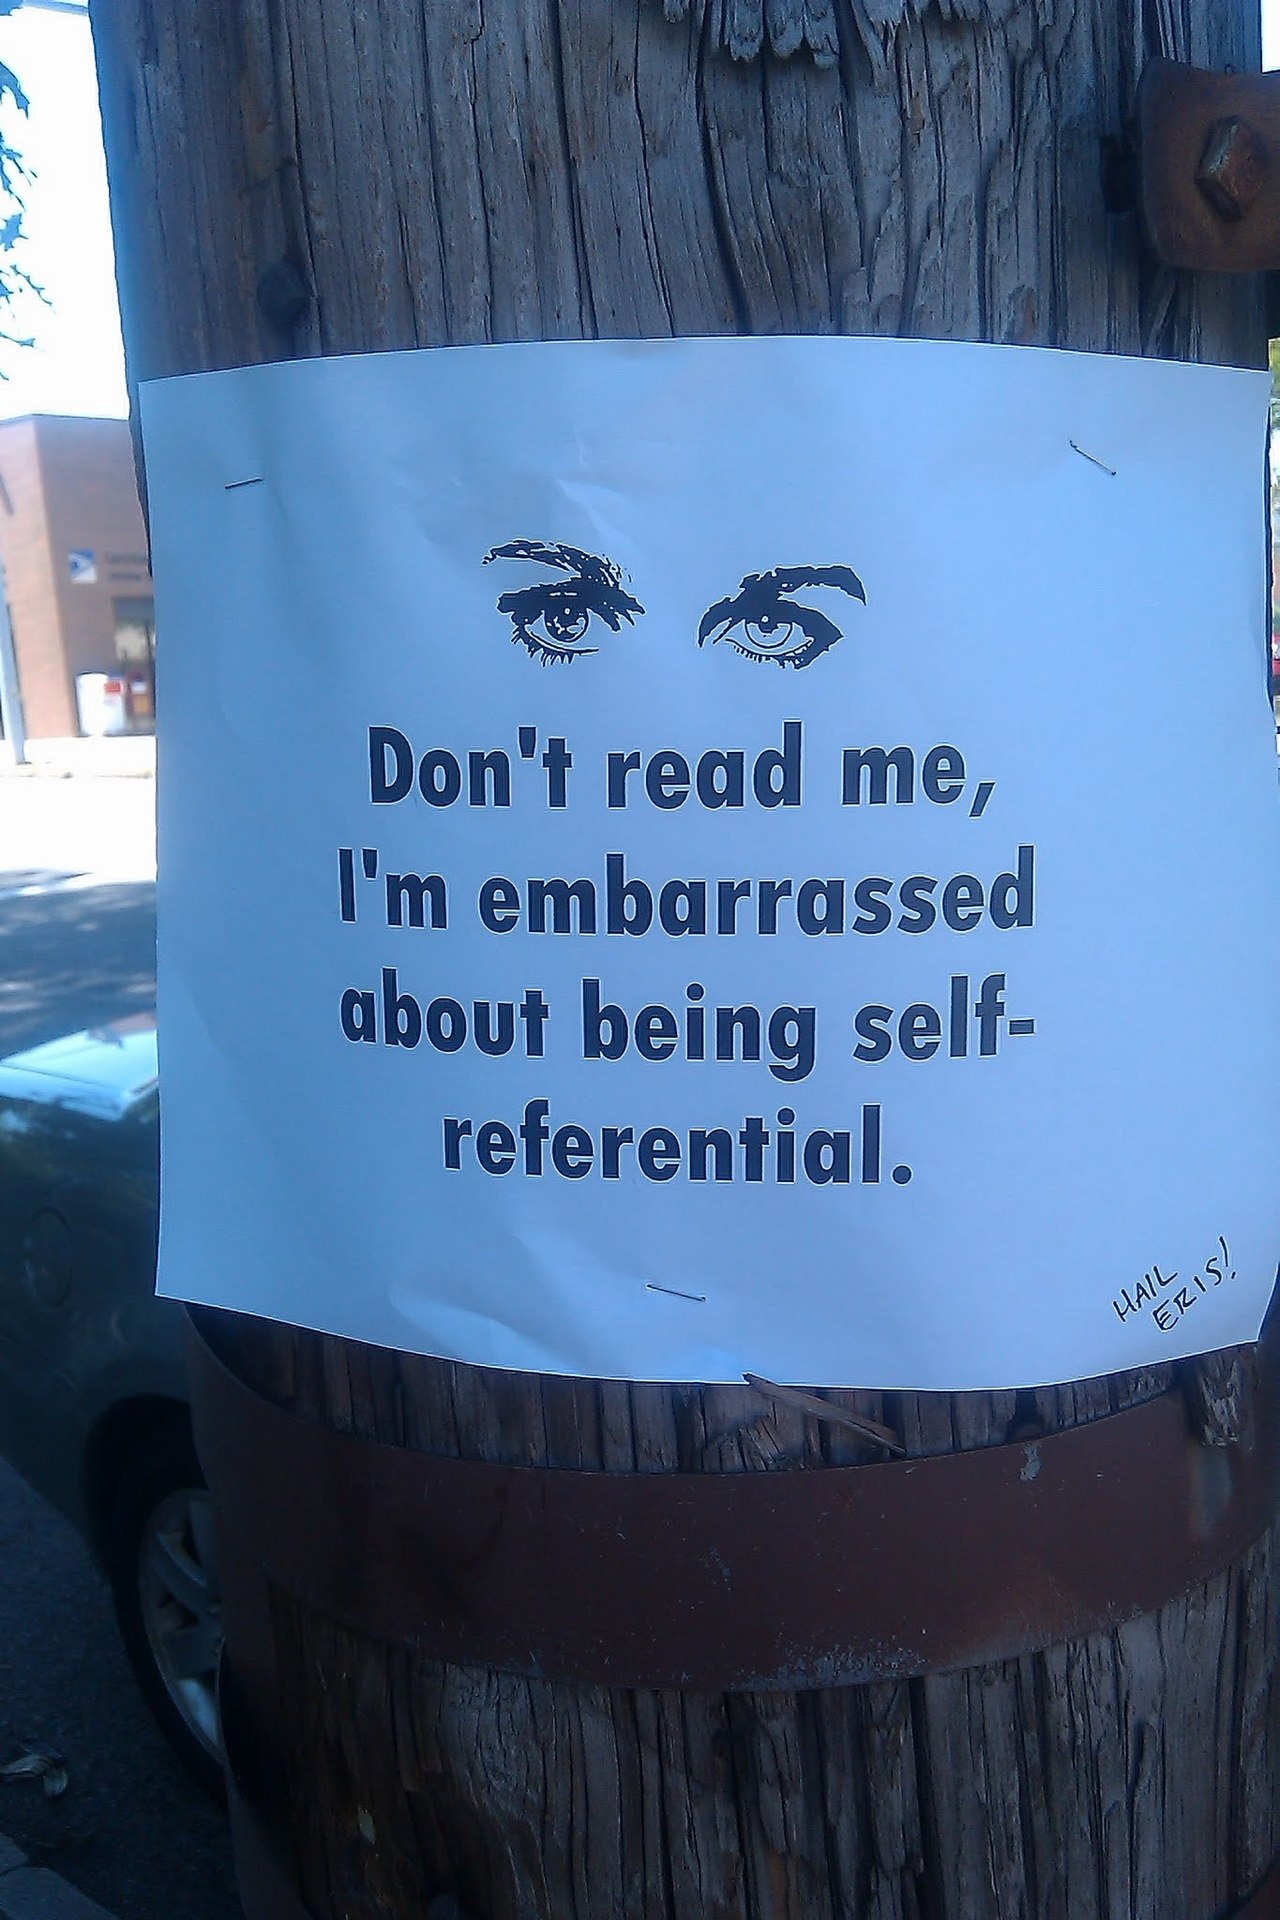 Don't read me,
I'm embarrassed
about being self-
referential.
HAIL
ERIS!